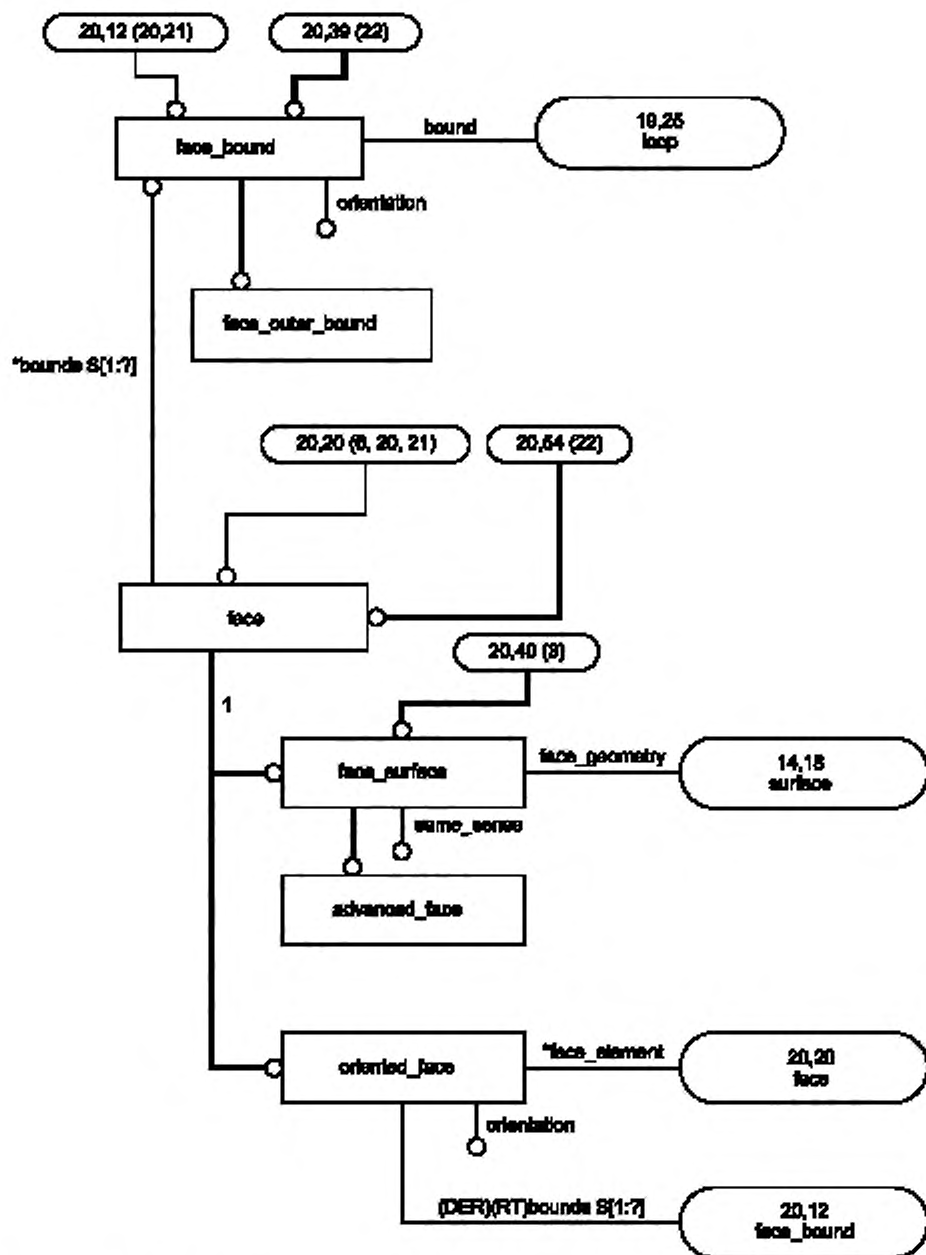 20,12 (20,21)
20,39 (22)
face_bound
bound
19,25
loop
orientation
face_outer_bound
*bounds S[1:?]
20,20 (6, 20, 21)
20,54 (22)
face
20,40 (3)
1
face_surface
face_geometry
14,15
surface
same_sense
advanced_face
oriented_face
*face_element
20,20
face
orientation
(DER)(RT)bounds S[1:?]
20,12
face_bound